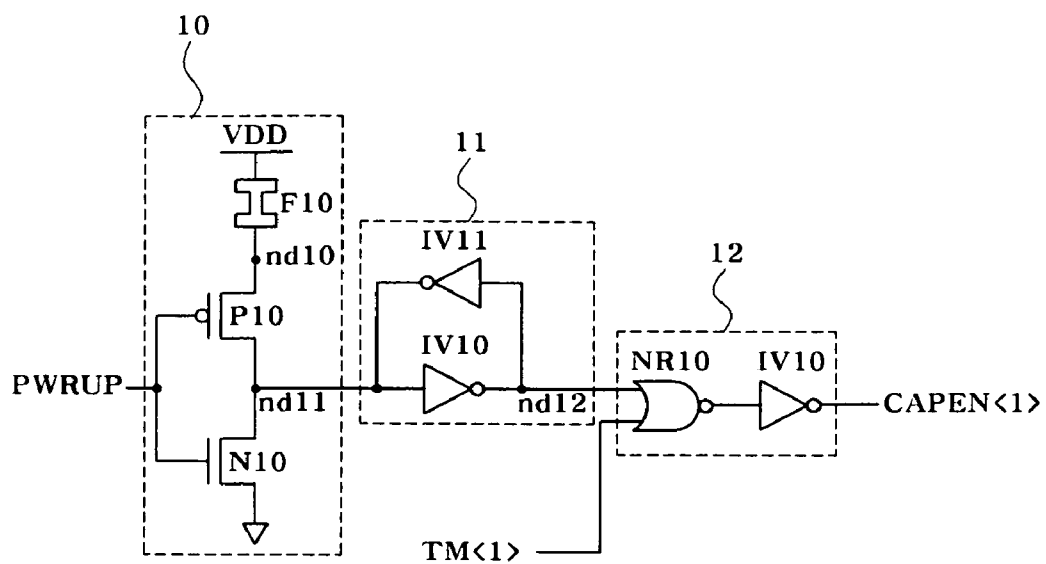 10
VDD
11
F10
IV11
nd10
12
P10
IV10
NR10
IV10
PWRUP
nd11
nd12
CAPEN<1>
N10
TM<1>